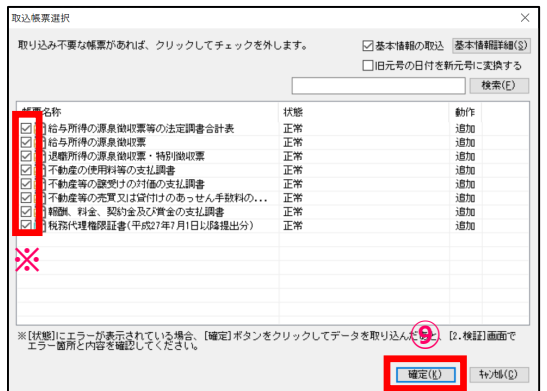 取込帳票選択
取り込み不要な帳票があれば、クリックしてチェックを外します。
基本情報の取込 基本情報詳細(S)
旧元号の日付を新元号に変換する
検索(F)
帳票名称 状態 動作
給与所得の源泉徴収票等の法定調書合計表 正常 追加
給与所得の源泉徴収票 正常 追加
退職所得の源泉徴収票・特別徴収票 正常 追加
不動産の使用料等の支払調書 正常 追加
不動産等の譲受けの対価の支払調書 正常 追加
不動産等の売買又は貸付けのあっせん手数料の... 正常 追加
報酬、料金、契約金及び賞金の支払調書 正常 追加
税務代理権限証書(平成27年7月1日以降提出分) 正常 追加
※
⑨
※[状態]にエラーが表示されている場合、[確定]ボタンをクリックしてデータを取り込んだ、[2.検証]画面で
エラー箇所と内容を確認してください。
確定(K) キャンセル(C)